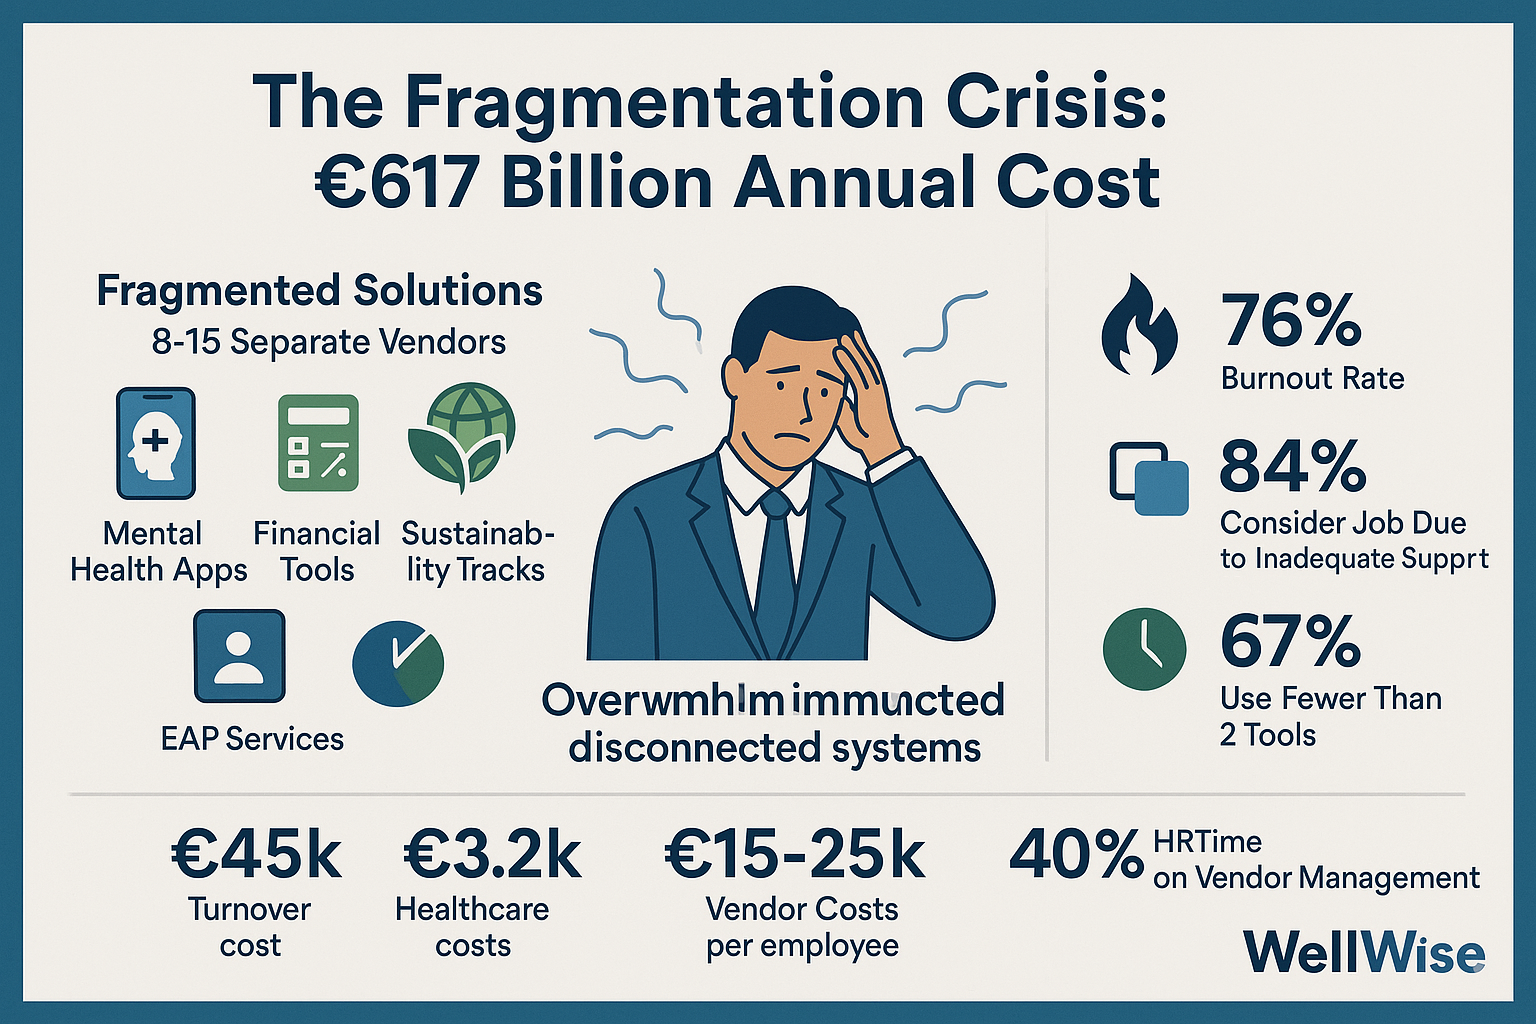 The Fragmentation Crisis:
€617 Billion Annual Cost
Fragmented Solutions
8-15 Separate Vendors
Mental
Health Apps
Financial
Tools
Sustainab-
lity Tracks
EAP Services
disconnected systems
76%
Burnout Rate
84%
Consider Job Due
to Inadequate Supprt
67%
Use Fewer Than
2 Tools
€45k
Turnover
cost
€3.2k
Healthcare
costs
€15-25k
Vendor Costs
per employee
40%
HRTime
on Vendor Management
WellWise